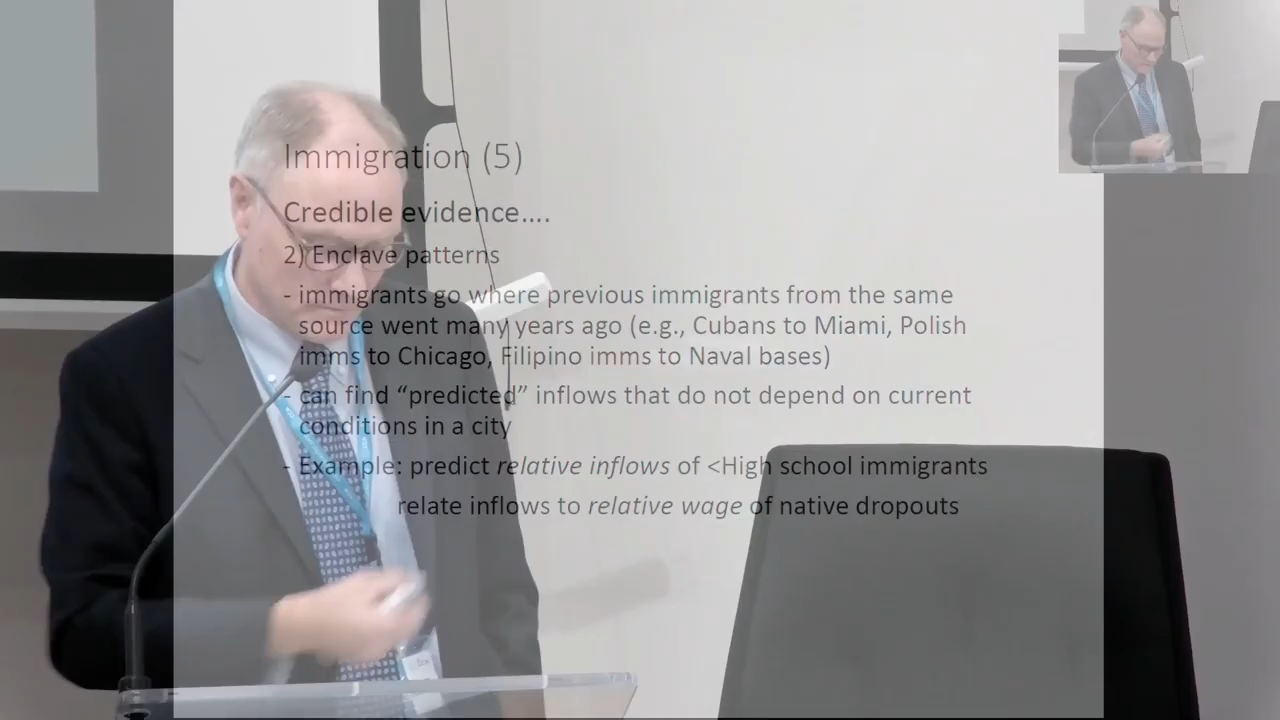 Immigration (5)
Credible evidence....
2) Enclave patterns
- immigrants go where previous immigrants from the same
source went many years ago (e.g., Cubans to Miami, Polish
imms to Chicago, Filipino imms to Naval bases)
- can find “predicted” inflows that do not depend on current
conditions in a city
- Example: predict relative inflows of <High school immigrants
relate inflows to relative wage of native dropouts